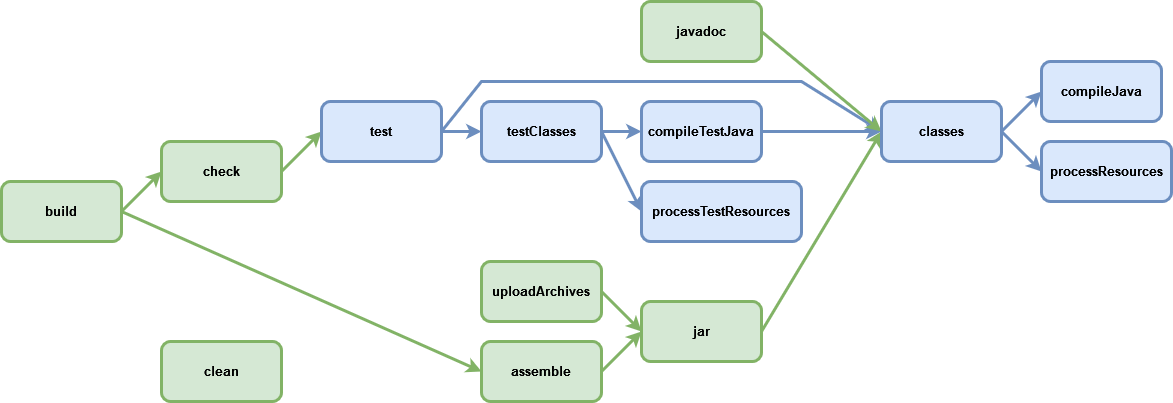 javadoc
compileJava
test
testClasses
compileTestJava
classes
check
processResources
build
processTestResources
uploadArchives
jar
clean
assemble